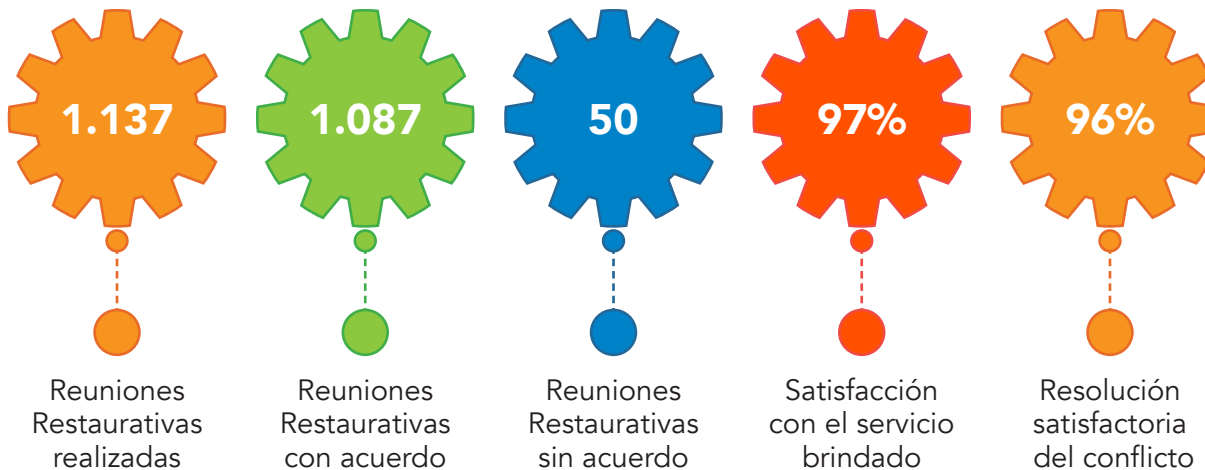 1.137
1.087
50
97%
96%
Reuniones
Restaurativas
realizadas
Reuniones
Restaurativas
con acuerdo
Reuniones
Restaurativas
sin acuerdo
Satisfacción
con el servicio
brindado
Resolución
satisfactoria
del conflicto